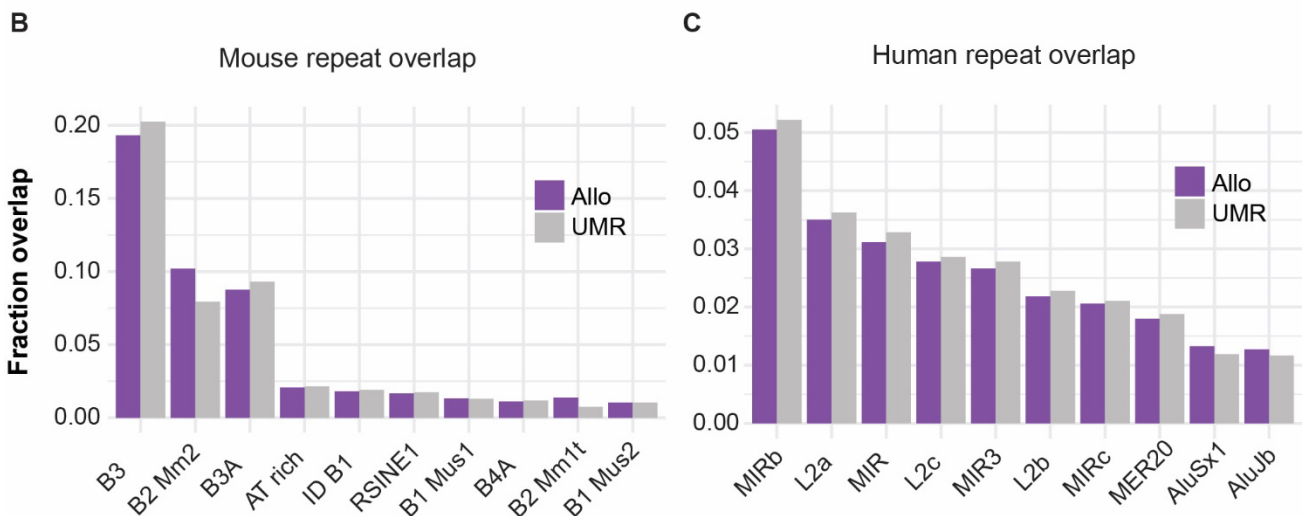 B
Mouse repeat overlap
Fraction overlap
0.20
0.15
0.10
0.05
0.00
Allo
UMR
B3
B2 Mm2
B3A
AT rich
ID B1
RSINE1
B1 Mus1
B4A
B2 Mm1t
B1 Mus2
C
Human repeat overlap
0.05
0.04
0.03
0.02
0.01
0.00
Allo
UMR
MIRb
L2a
MIR
L2c
MIR3
L2b
MIRc
MER20
AluSx1
AluJb